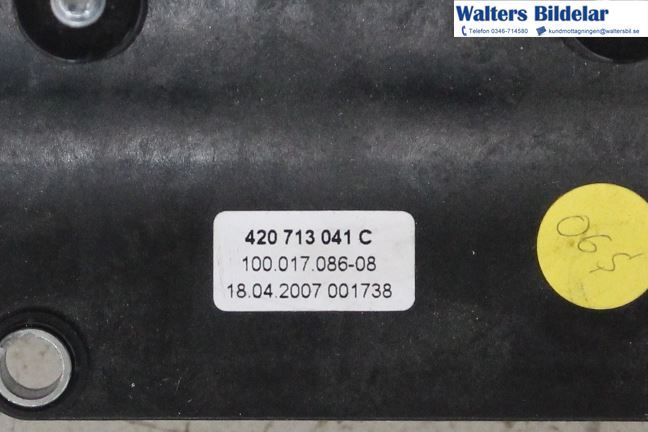 Walters Bildelar
Telefon 0346-714580 kundmottagningen@waltersbil.se
420 713 041 C
100.017.086-08
18.04.2007 001738